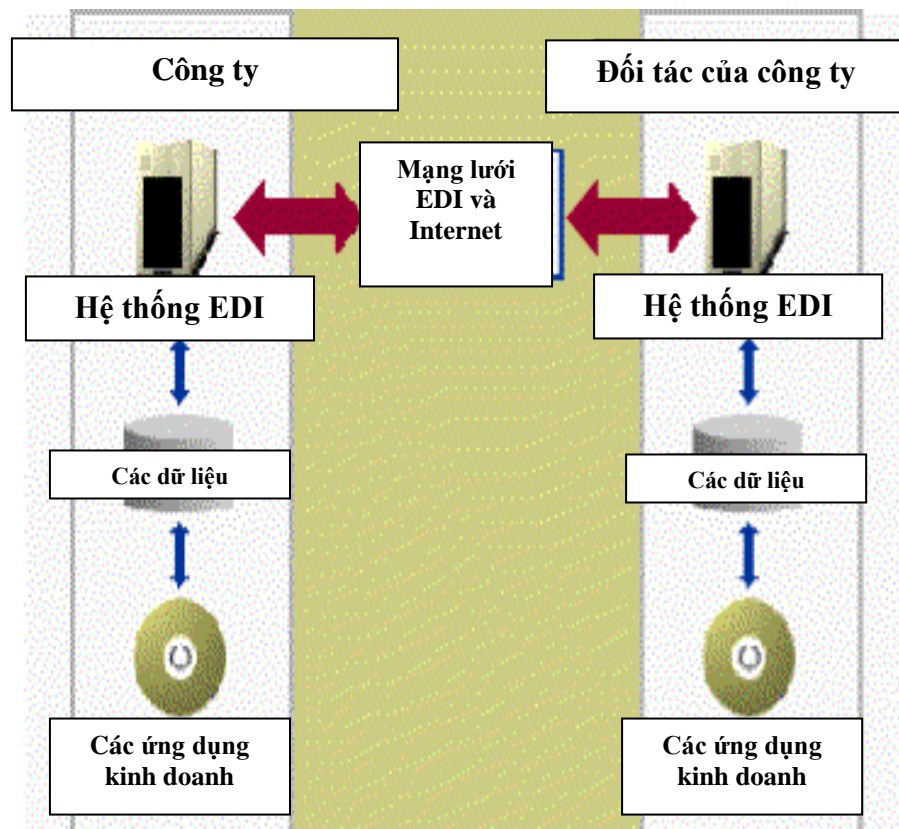 Công ty
Đối tác của công ty
Mạng lưới
EDI và
Internet
Hệ thống EDI
Hệ thống EDI
Các dữ liệu
Các dữ liệu
Các ứng dụng
kinh doanh
Các ứng dụng
kinh doanh